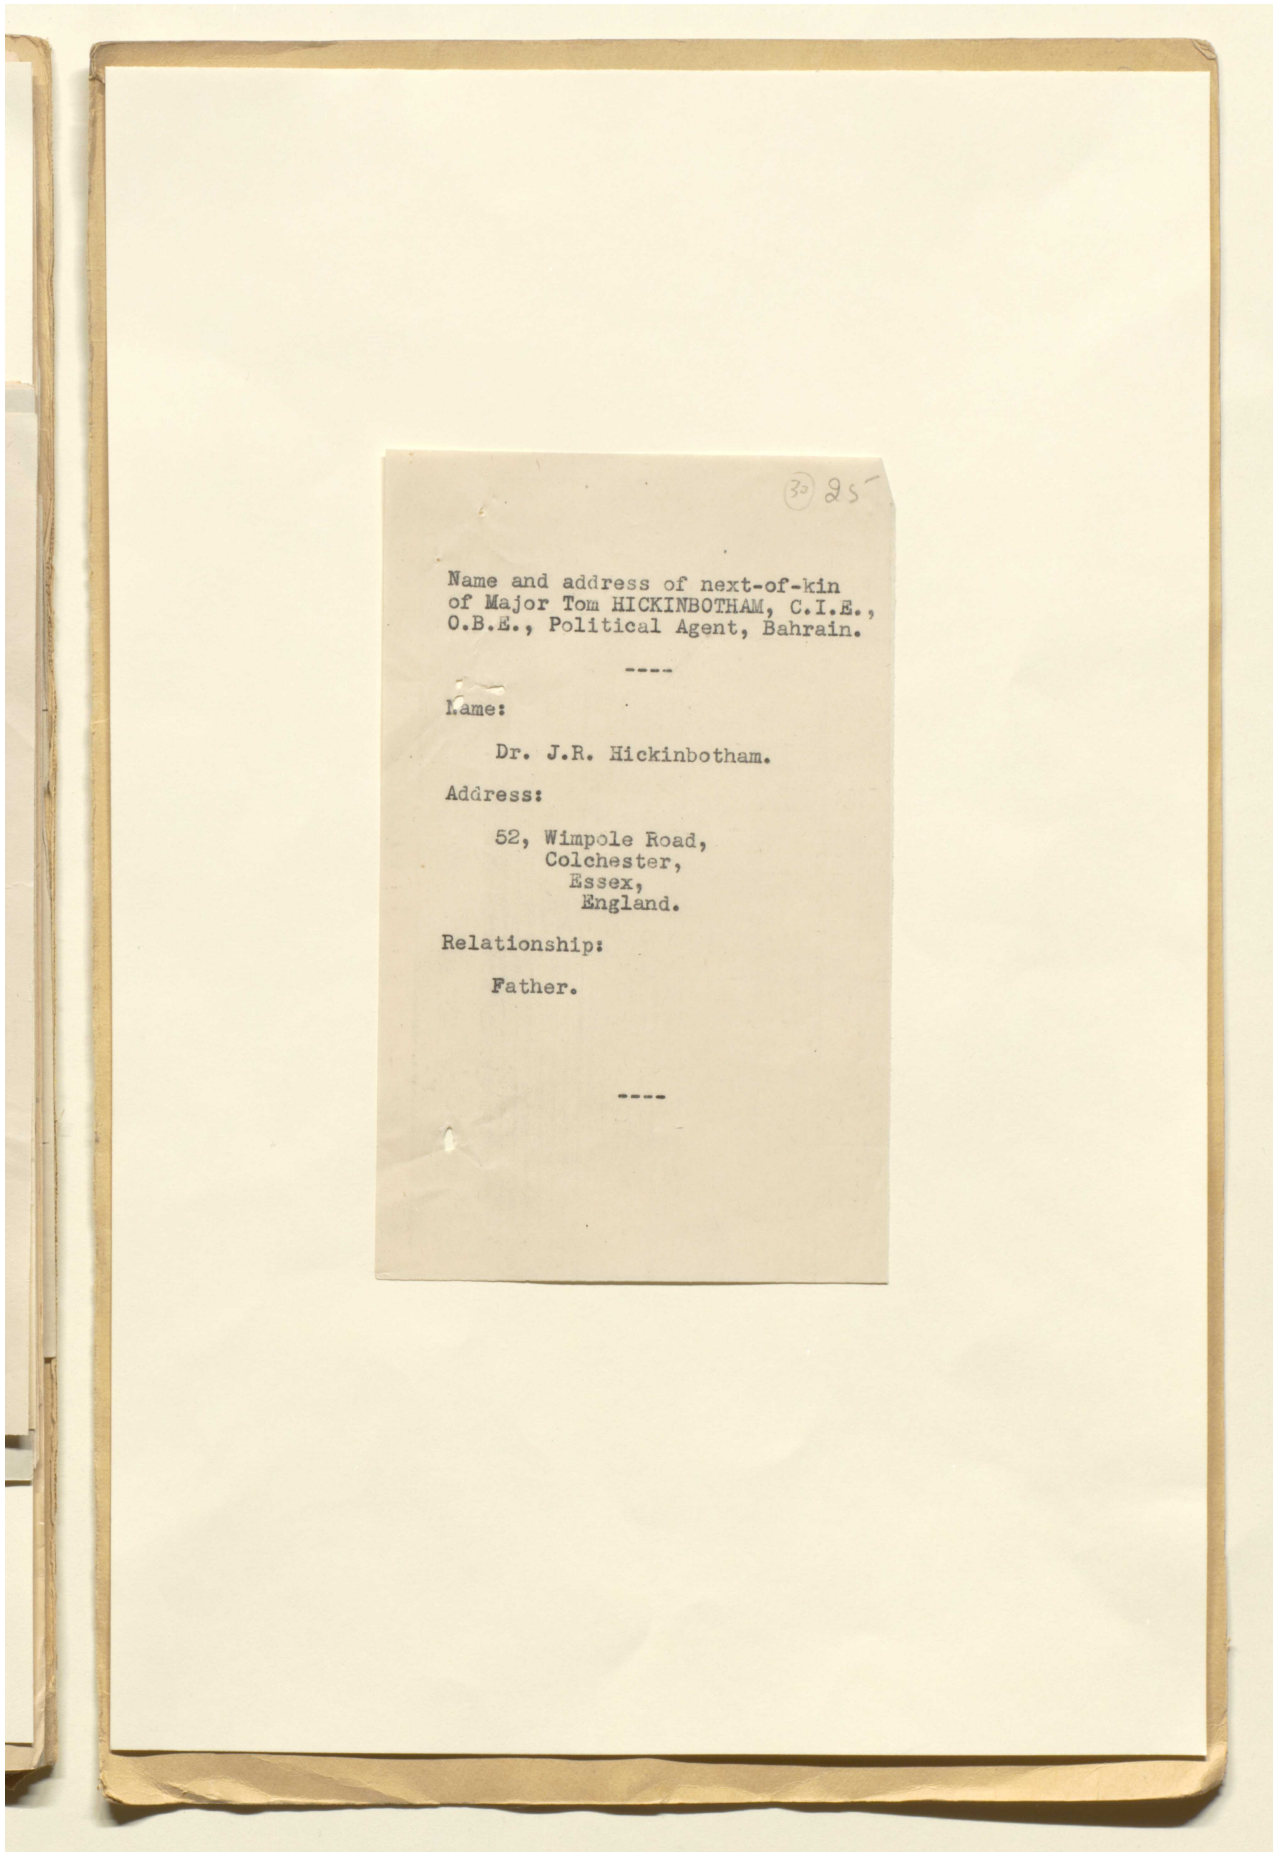 30 25
Name and address of next-of-kin
of Major Tom HICKINBOTHAM, C.I.E.,
O.B.E., Political Agent, Bahrain.
----
Name:
Dr. J.R. Hickinbotham.
Address:
52, Wimpole Road,
Colchester,
Essex,
England.
Relationship:
Father.
----